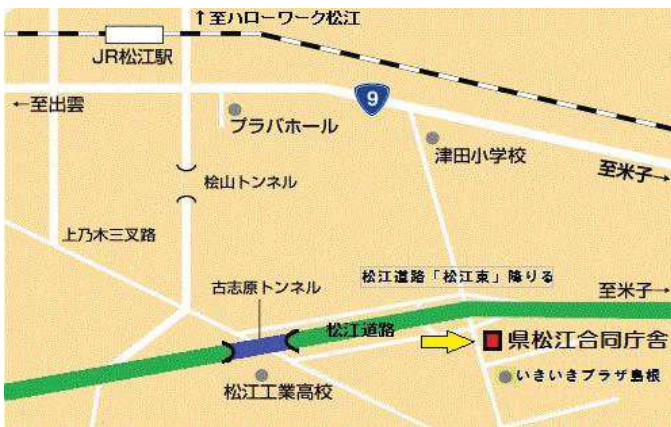 ↑至ハローワーク松江
JR松江駅
←至出雲
9
プラバホール
津田小学校
至米子→
桧山トンネル
上乃木三叉路
松江道路「松江東」降りる
古志原トンネル
至米子→
松江道路
県松江合同庁舎
いきいきプラザ島根
松江工業高校